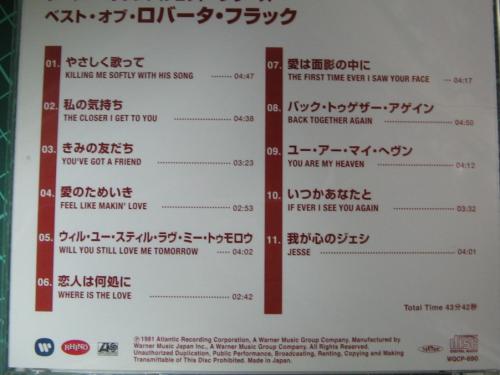 ベスト・オブ・ロバータ・フラック
01. やさしく歌って
KILLING ME SOFTLY WITH HIS SONG 04:47
02. 私の気持ち
THE CLOSER I GET TO YOU 04:38
03. きみの友だち
YOU'VE GOT A FRIEND 03:23
04. 愛のためいき
FEEL LIKE MAKIN' LOVE 02:53
05. ウィル・ユー・スティル・ラヴ・ミー・トゥモロウ
WILL YOU STILL LOVE ME TOMORROW 04:02
06. 恋人は何処に
WHERE IS THE LOVE 02:42
07. 愛は面影の中に
THE FIRST TIME EVER I SAW YOUR FACE 04:17
08. バック・トゥゲザー・アゲイン
BACK TOGETHER AGAIN 04:50
09. ユー・アー・マイ・ヘヴン
YOU ARE MY HEAVEN 04:12
10. いつかあなたと
IF EVER I SEE YOU AGAIN 03:32
11. 我が心のジェシ
JESSE 04:01
Total Time 43分42秒
RHINO
℗ 1981 Atlantic Recording Corporation, A Warner Music Group Company. Manufactured by
Warner Music Japan Inc., A Warner Music Group Company. All Rights Reserved.
Unauthorized Duplication, Public Performance, Broadcasting, Renting, Copying and Making
Transmittable of This Disc Prohibited. Made in Japan.
WQCP-690